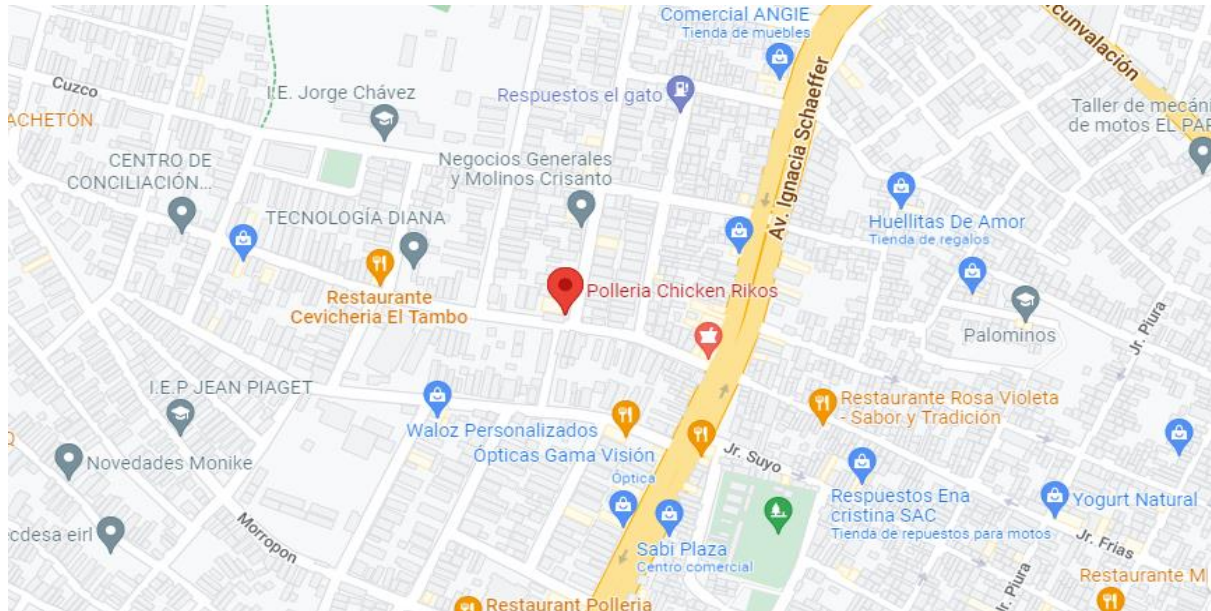 Comercial ANGIE
Tienda de muebles
Circunvalación
Cuzco
I.E. Jorge Chávez
Respuestos el gato
Av. Ignacia Schaeffer
Taller de mecáni
de motos EL PAR
ACHETÓN
CENTRO DE
CONCILIACIÓN...
Negocios Generales
y Molinos Crisanto
TECNOLOGÍA DIANA
Huellitas De Amor
Tienda de regalos
Polleria Chicken Rikos
Restaurante
Cevicheria El Tambo
Palominos
Jr. Piura
I.E.P JEAN PIAGET
Waloz Personalizados
Restaurante Rosa Violeta
- Sabor y Tradición
Ópticas Gama Visión
Óptica
Jr. Suyo
Q
Novedades Monike
Respuestos Ena
cristina SAC
Tienda de repuestos para motos
Yogurt Natural
ecdesa eirl
Morropon
Sabi Plaza
Centro comercial
Jr. Frias
Jr. Piura
Restaurante M
Restaurant Polleria